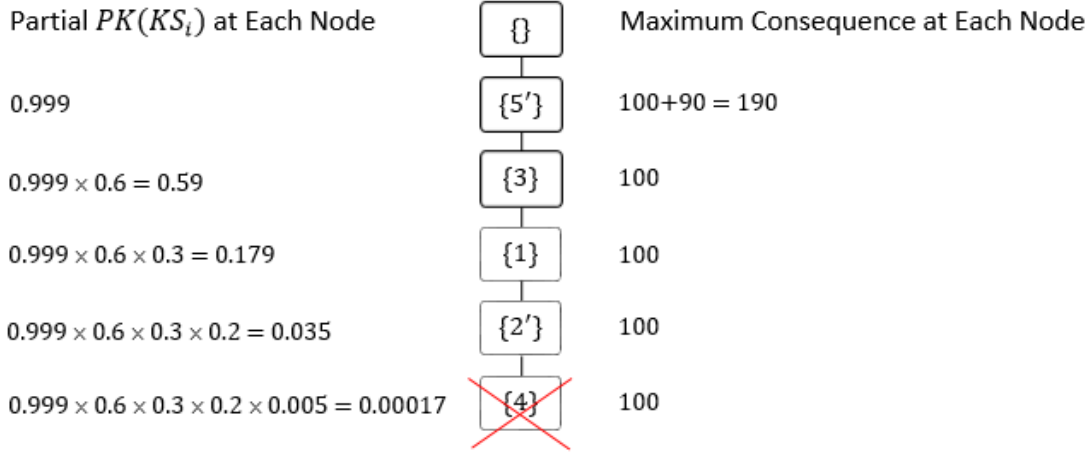 Partial PK(KSᵢ) at Each Node {} Maximum Consequence at Each Node
0.999 {5′} 100+90 = 190
0.999 × 0.6 = 0.59 {3} 100
0.999 × 0.6 × 0.3 = 0.179 {1} 100
0.999 × 0.6 × 0.3 × 0.2 = 0.035 {2′} 100
0.999 × 0.6 × 0.3 × 0.2 × 0.005 = 0.00017 {4} 100